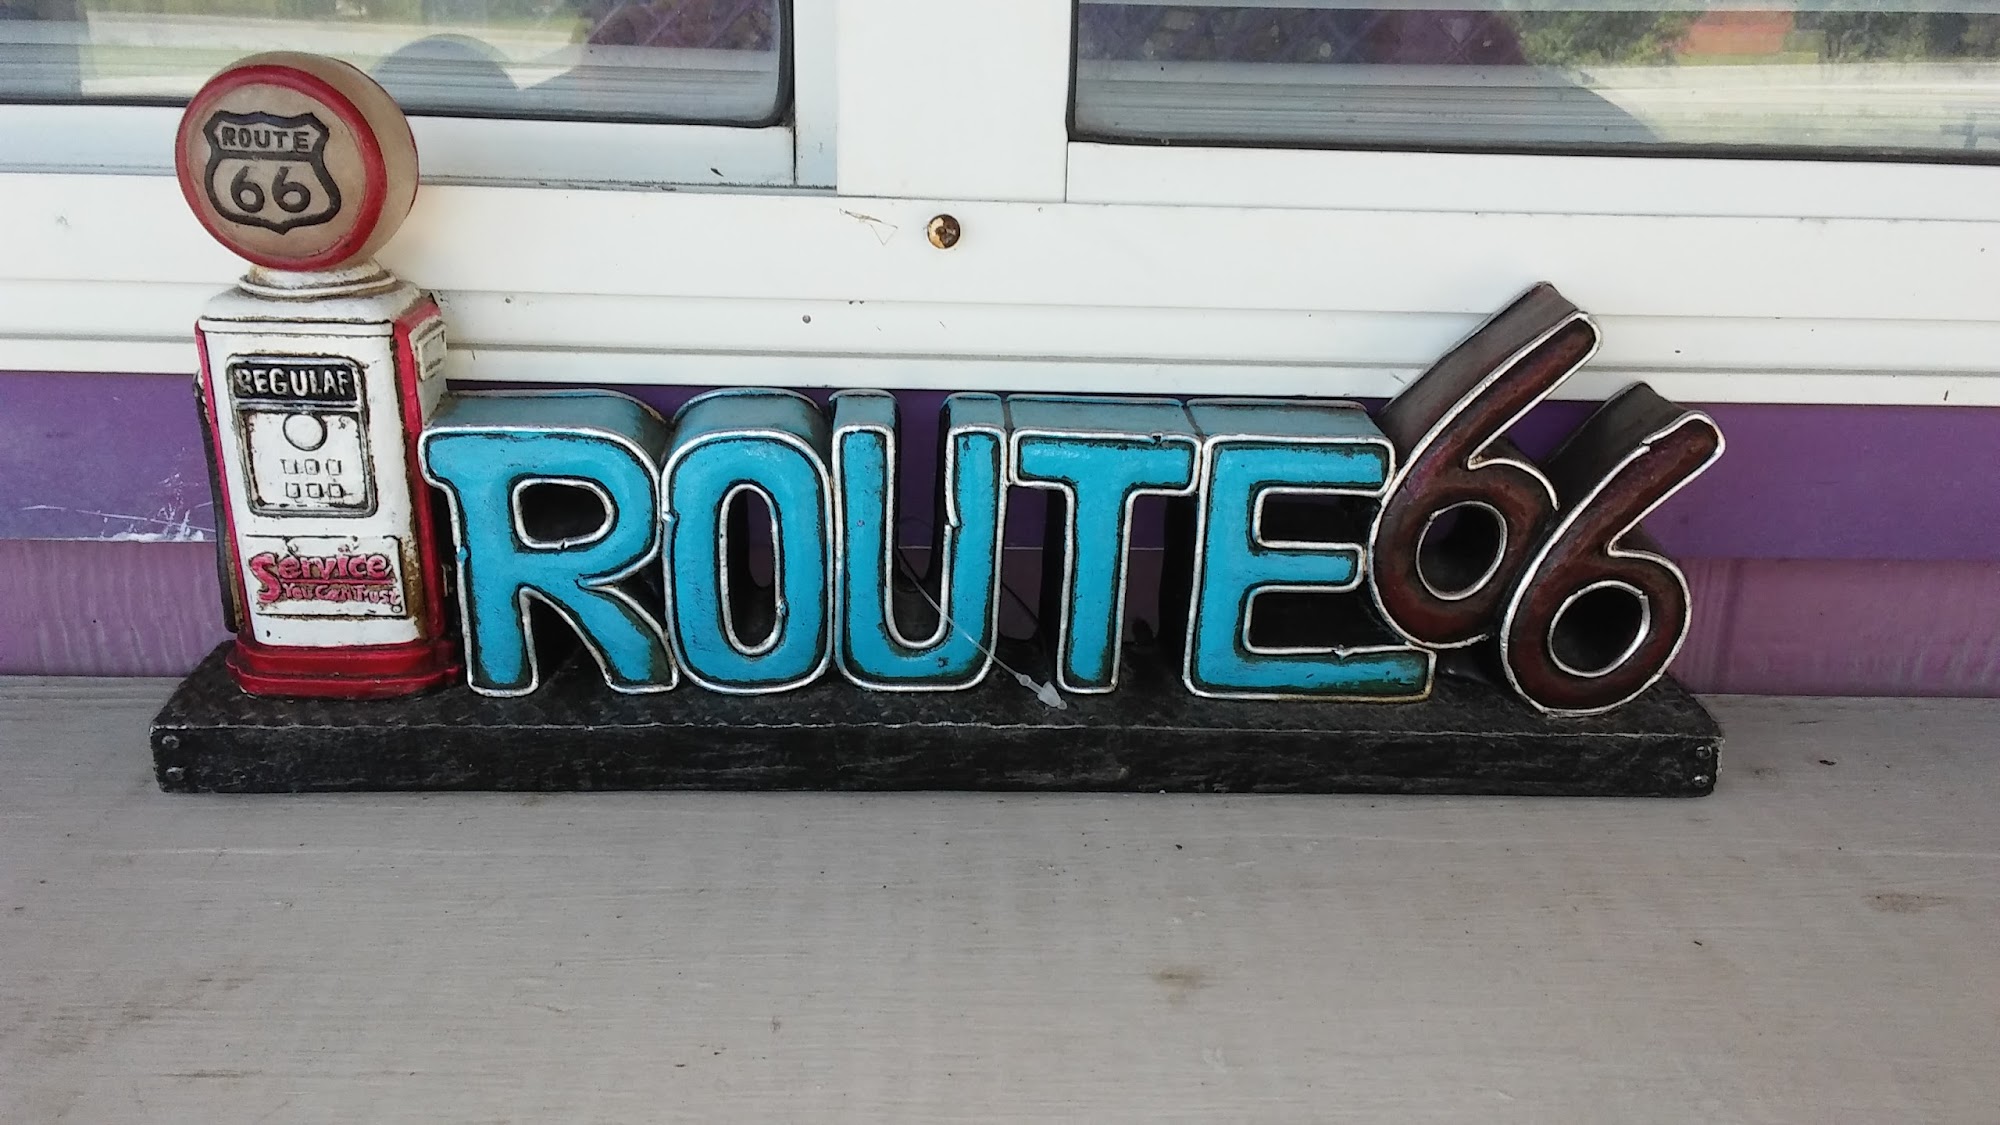 ROUTE
66
REGULAR
Service
You Can Trust
ROUTE66